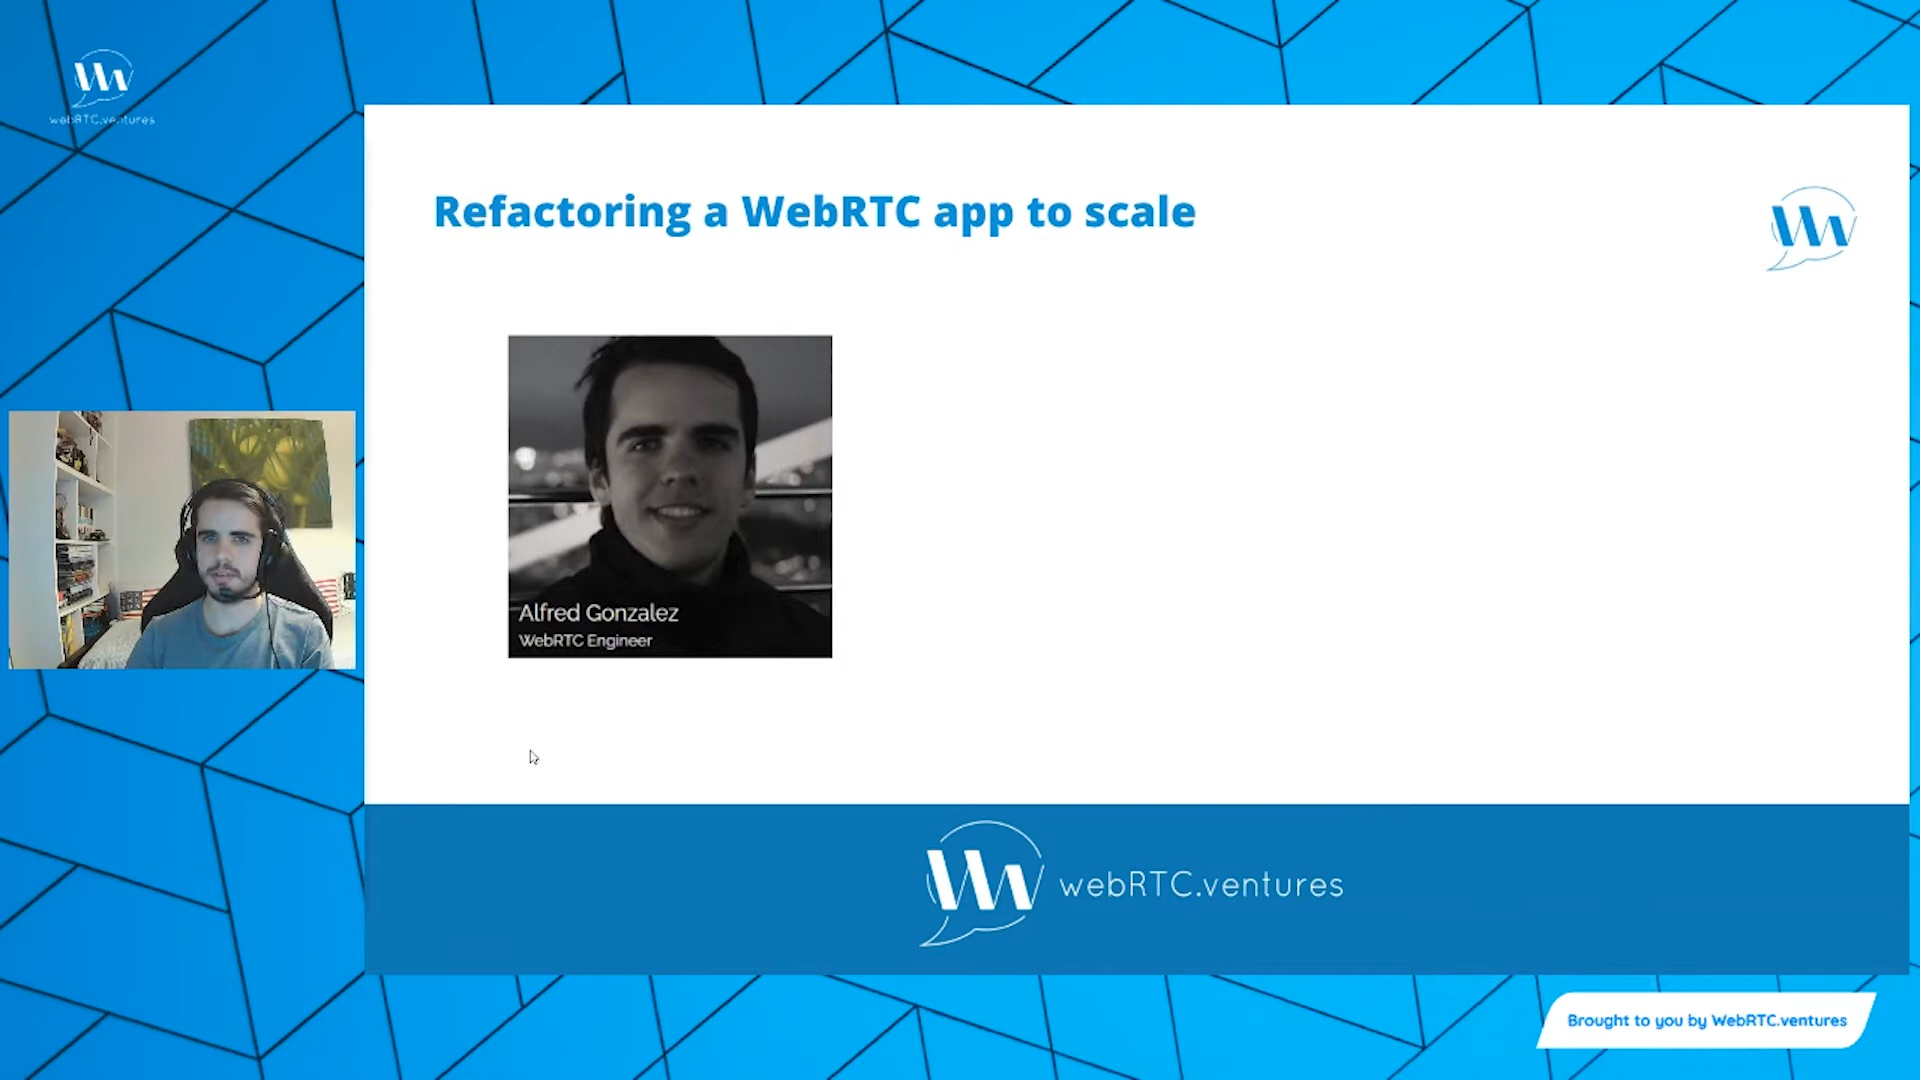 webRTC.ventures
Refactoring a WebRTC app to scale
Alfred Gonzalez
WebRTC Engineer
webRTC.ventures
Brought to you by WebRTC.ventures